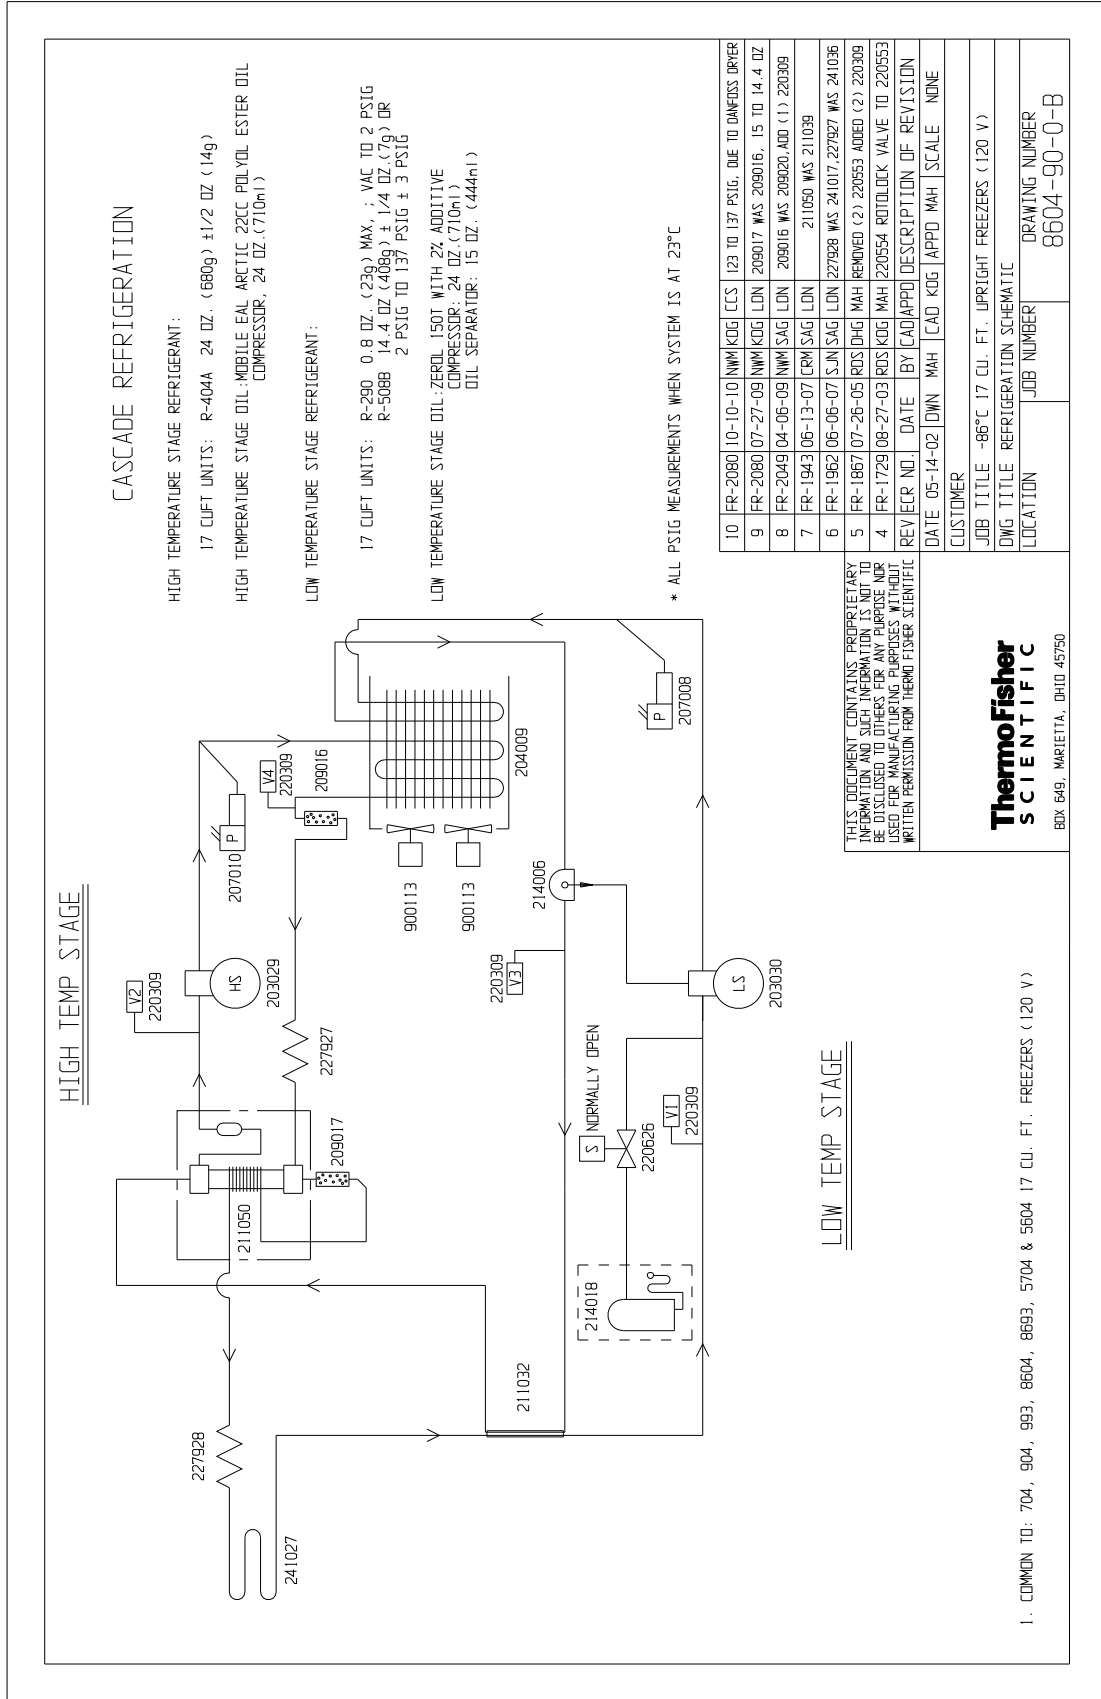 CASCADE REFRIGERATION
HIGH TEMPERATURE STAGE REFRIGERANT:
17 CUFT UNITS: R-404A 24 OZ. (680g) ±1/2 OZ (14g)
HIGH TEMPERATURE STAGE OIL:MOBILE EAL ARCTIC 22CC POLYOL ESTER OIL
COMPRESSOR, 24 OZ.(710ml)
LOW TEMPERATURE STAGE REFRIGERANT:
17 CUFT UNITS: R-290 0.8 OZ. (23g) MAX, ; VAC TO 2 PSIG
R-508B 14.4 OZ (408g) ± 1/4 OZ.(7g) OR
2 PSIG TO 137 PSIG ± 3 PSIG
LOW TEMPERATURE STAGE OIL:ZEROL 150T WITH 2% ADDITIVE
COMPRESSOR: 24 OZ.(710ml)
OIL SEPARATOR: 15 OZ. (444ml)
* ALL PSIG MEASUREMENTS WHEN SYSTEM IS AT 23°C
HIGH TEMP STAGE
V2
220309
HS
203029
P
207010
V4
220309
209016
227927
209017
211050
900113
900113
204009
214006
V3
220309
P
207008
LS
203030
S NORMALLY OPEN
220626
V1
220309
214018
211032
227928
241027
LOW TEMP STAGE
1. COMMON TO: 704, 904, 993, 8604, 8693, 5704 & 5604 17 CU. FT. FREEZERS (120 V)
THIS DOCUMENT CONTAINS PROPRIETARY
INFORMATION AND SUCH INFORMATION IS NOT TO
BE DISCLOSED TO OTHERS FOR ANY PURPOSE NOR
USED FOR MANUFACTURING PURPOSES WITHOUT
WRITTEN PERMISSION FROM THERMO FISHER SCIENTIFIC
ThermoFisher
SCIENTIFIC
BOX 649, MARIETTA, OHIO 45750
10 FR-2080 10-10-10 NWM KDG CCS 123 TO 137 PSIG, DUE TO DANFOSS DRYER
9 FR-2080 07-27-09 NWM KDG LDN 209017 WAS 209016, 15 TO 14.4 OZ
8 FR-2049 04-06-09 NWM SAG LDN 209016 WAS 209020,ADD (1) 220309
7 FR-1943 06-13-07 CRM SAG LDN 211050 WAS 211039
6 FR-1962 06-06-07 SJN SAG LDN 227928 WAS 241017,227927 WAS 241036
5 FR-1867 07-26-05 RDS DHG MAH REMOVED (2) 220553 ADDED (2) 220309
4 FR-1729 08-27-03 RDS KDG MAH 220554 ROTOLOCK VALVE TO 220553
REV ECR NO. DATE BY CAD APPD DESCRIPTION OF REVISION
DATE 05-14-02 DWN MAH CAD KDG APPD MAH SCALE NONE
CUSTOMER
JOB TITLE -86°C 17 CU. FT. UPRIGHT FREEZERS (120 V)
DWG TITLE REFRIGERATION SCHEMATIC
LOCATION JOB NUMBER DRAWING NUMBER
8604-90-0-B